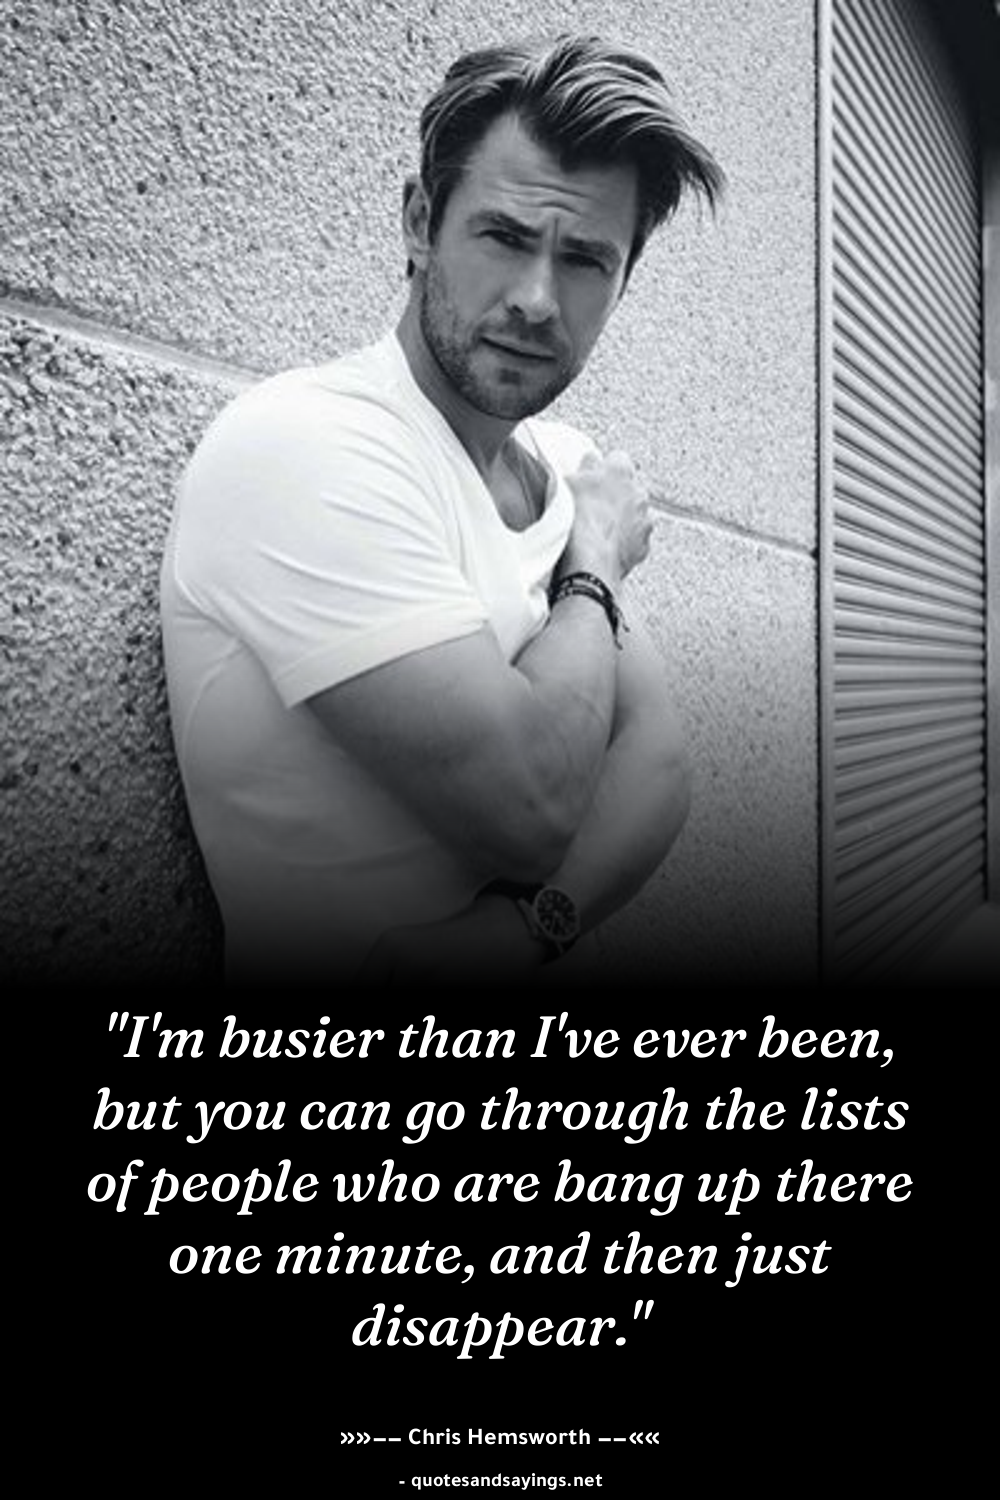 "I'm busier than I've ever been,
but you can go through the lists
of people who are bang up there
one minute, and then just
disappear."
»»−− Chris Hemsworth −−««
- quotesandsayings.net